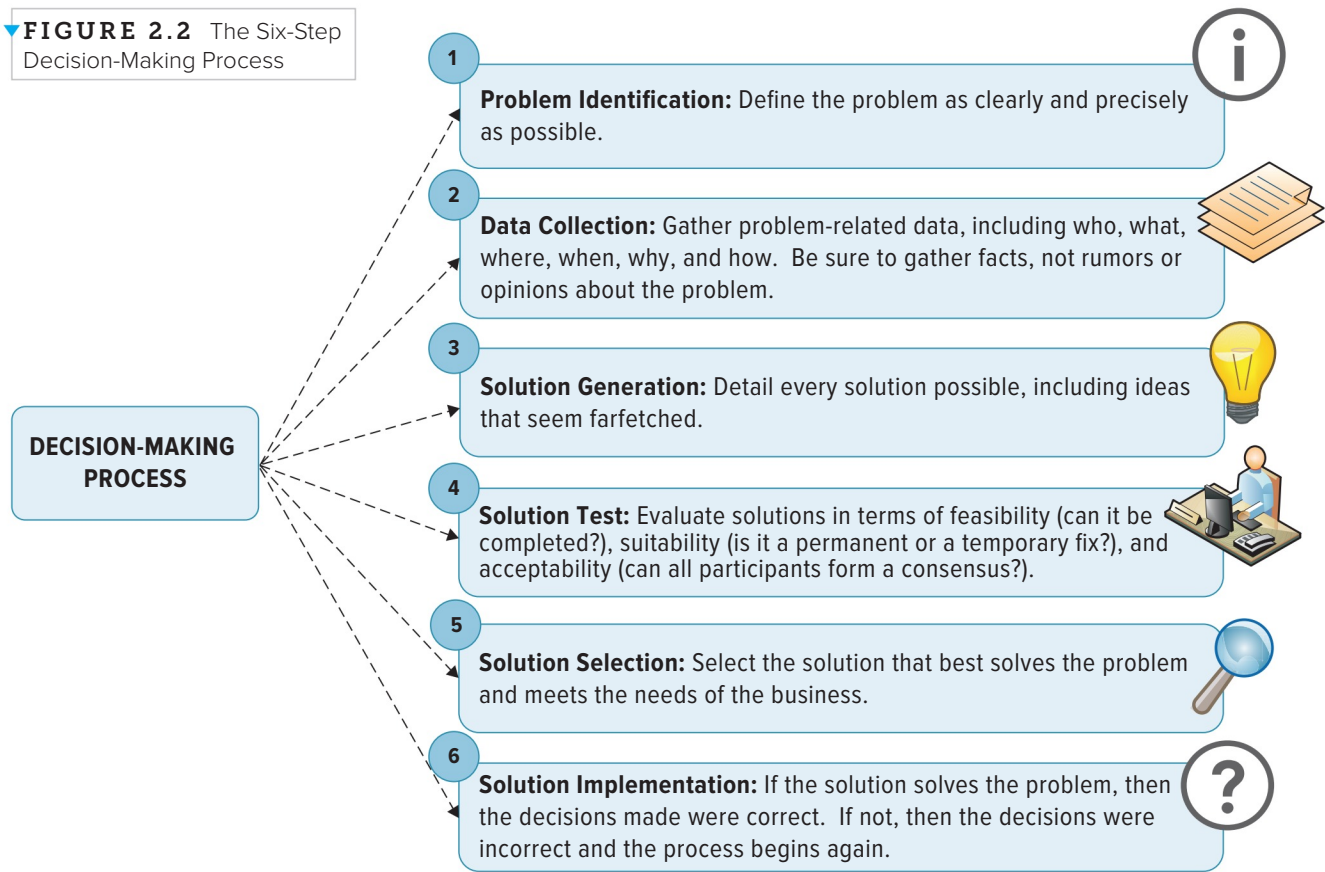 FIGURE 2.2 The Six-Step
Decision-Making Process
1
Problem Identification: Define the problem as clearly and precisely
as possible.
2
Data Collection: Gather problem-related data, including who, what,
where, when, why, and how. Be sure to gather facts, not rumors or
opinions about the problem.
3
Solution Generation: Detail every solution possible, including ideas
that seem farfetched.
DECISION-MAKING
PROCESS
4
Solution Test: Evaluate solutions in terms of feasibility (can it be
completed?), suitability (is it a permanent or a temporary fix?), and
acceptability (can all participants form a consensus?).
5
Solution Selection: Select the solution that best solves the problem
and meets the needs of the business.
6
Solution Implementation: If the solution solves the problem, then
the decisions made were correct. If not, then the decisions were
incorrect and the process begins again.
i
?